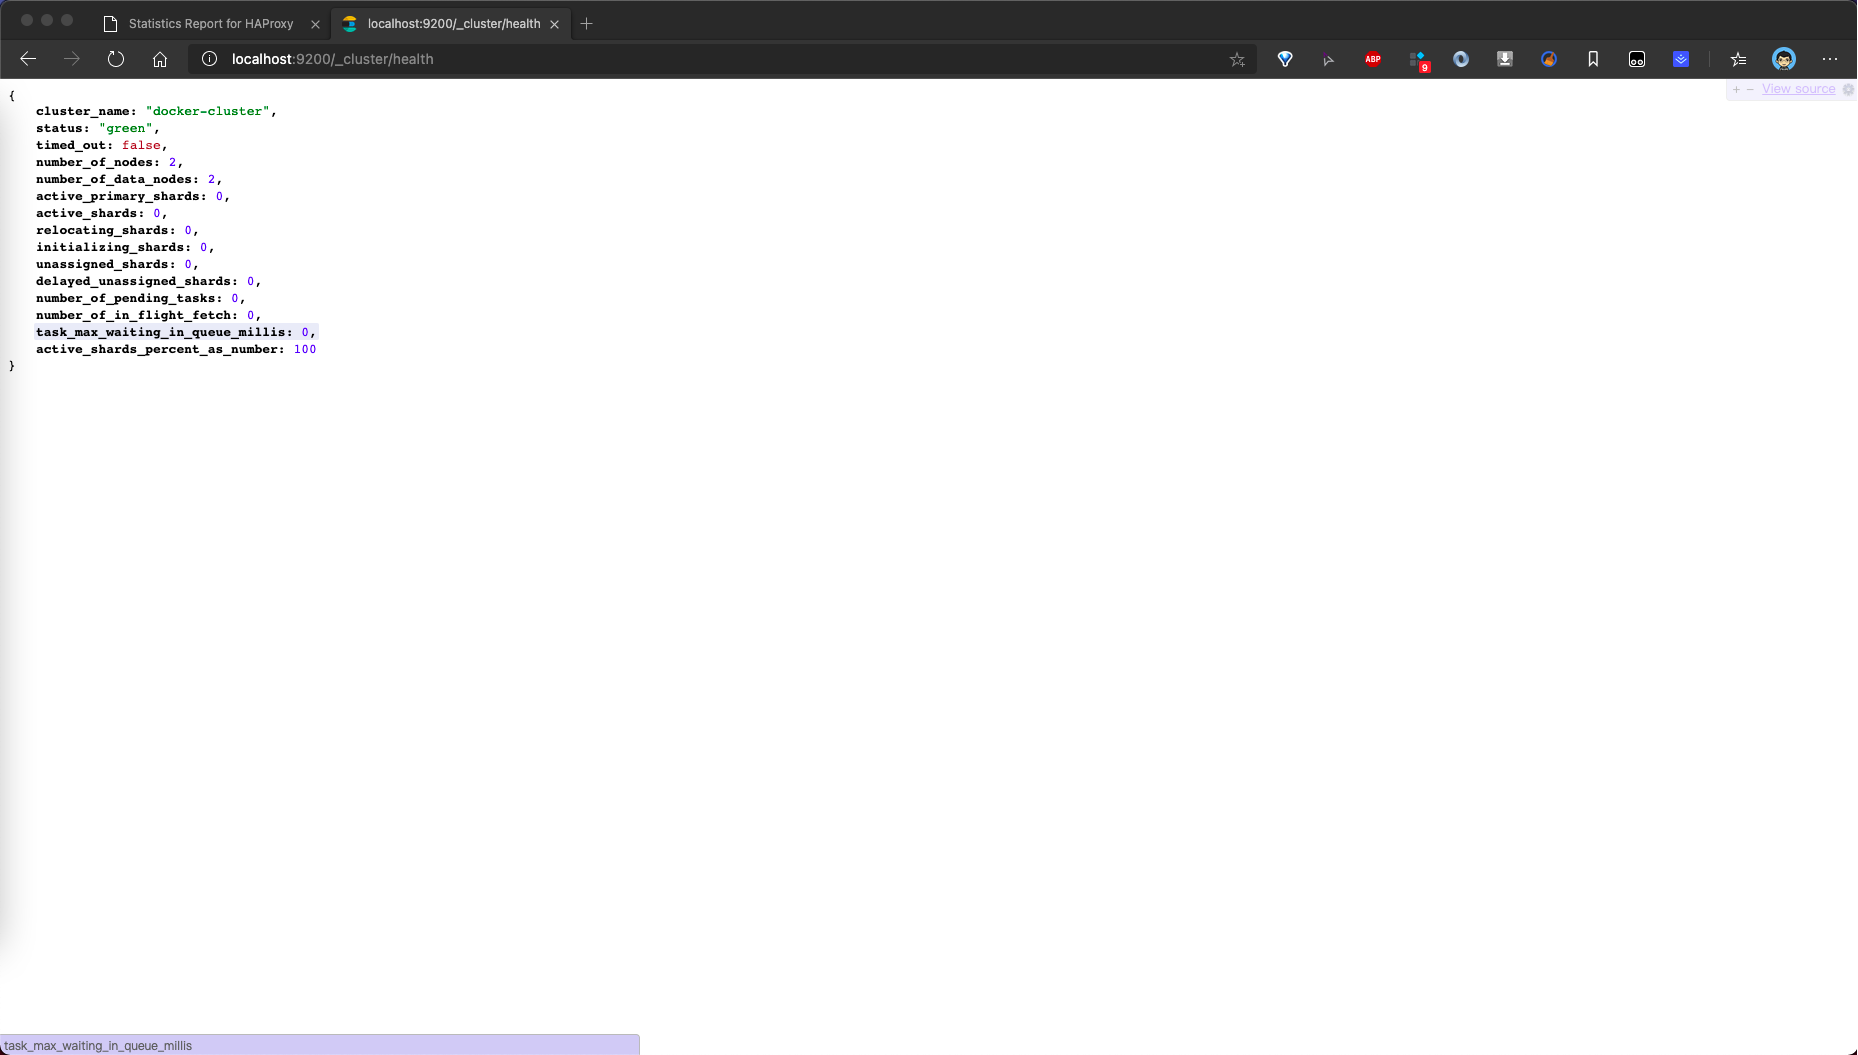 Statistics Report for HAProxy
localhost:9200/_cluster/health
localhost:9200/_cluster/health
ABP
9
+ - View source
{
cluster_name: "docker-cluster",
status: "green",
timed_out: false,
number_of_nodes: 2,
number_of_data_nodes: 2,
active_primary_shards: 0,
active_shards: 0,
relocating_shards: 0,
initializing_shards: 0,
unassigned_shards: 0,
delayed_unassigned_shards: 0,
number_of_pending_tasks: 0,
number_of_in_flight_fetch: 0,
task_max_waiting_in_queue_millis: 0,
active_shards_percent_as_number: 100
}
task_max_waiting_in_queue_millis